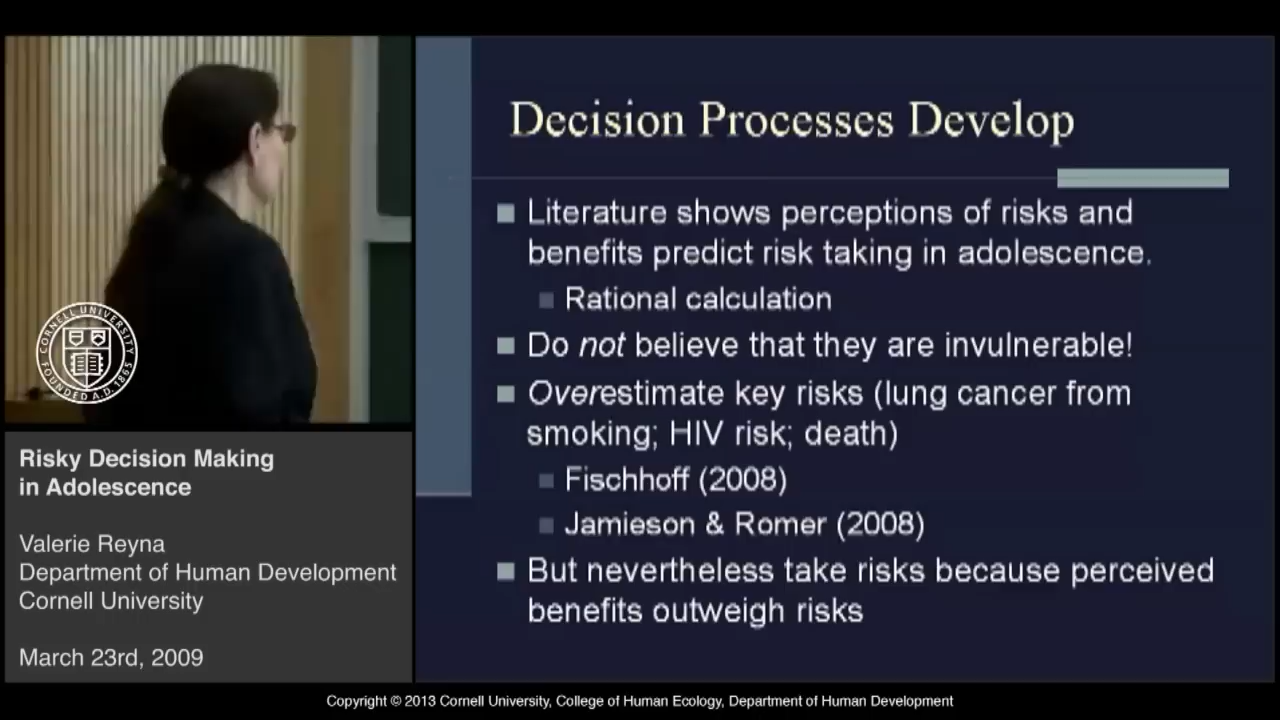 Decision Processes Develop
Literature shows perceptions of risks and
benefits predict risk taking in adolescence.
Rational calculation
Do not believe that they are invulnerable!
Overestimate key risks (lung cancer from
smoking; HIV risk; death)
Fischhoff (2008)
Jamieson & Romer (2008)
But nevertheless take risks because perceived
benefits outweigh risks
CORNELL UNIVERSITY
FOUNDED A.D. 1865
Risky Decision Making
in Adolescence
Valerie Reyna
Department of Human Development
Cornell University
March 23rd, 2009
Copyright © 2013 Cornell University, College of Human Ecology, Department of Human Development